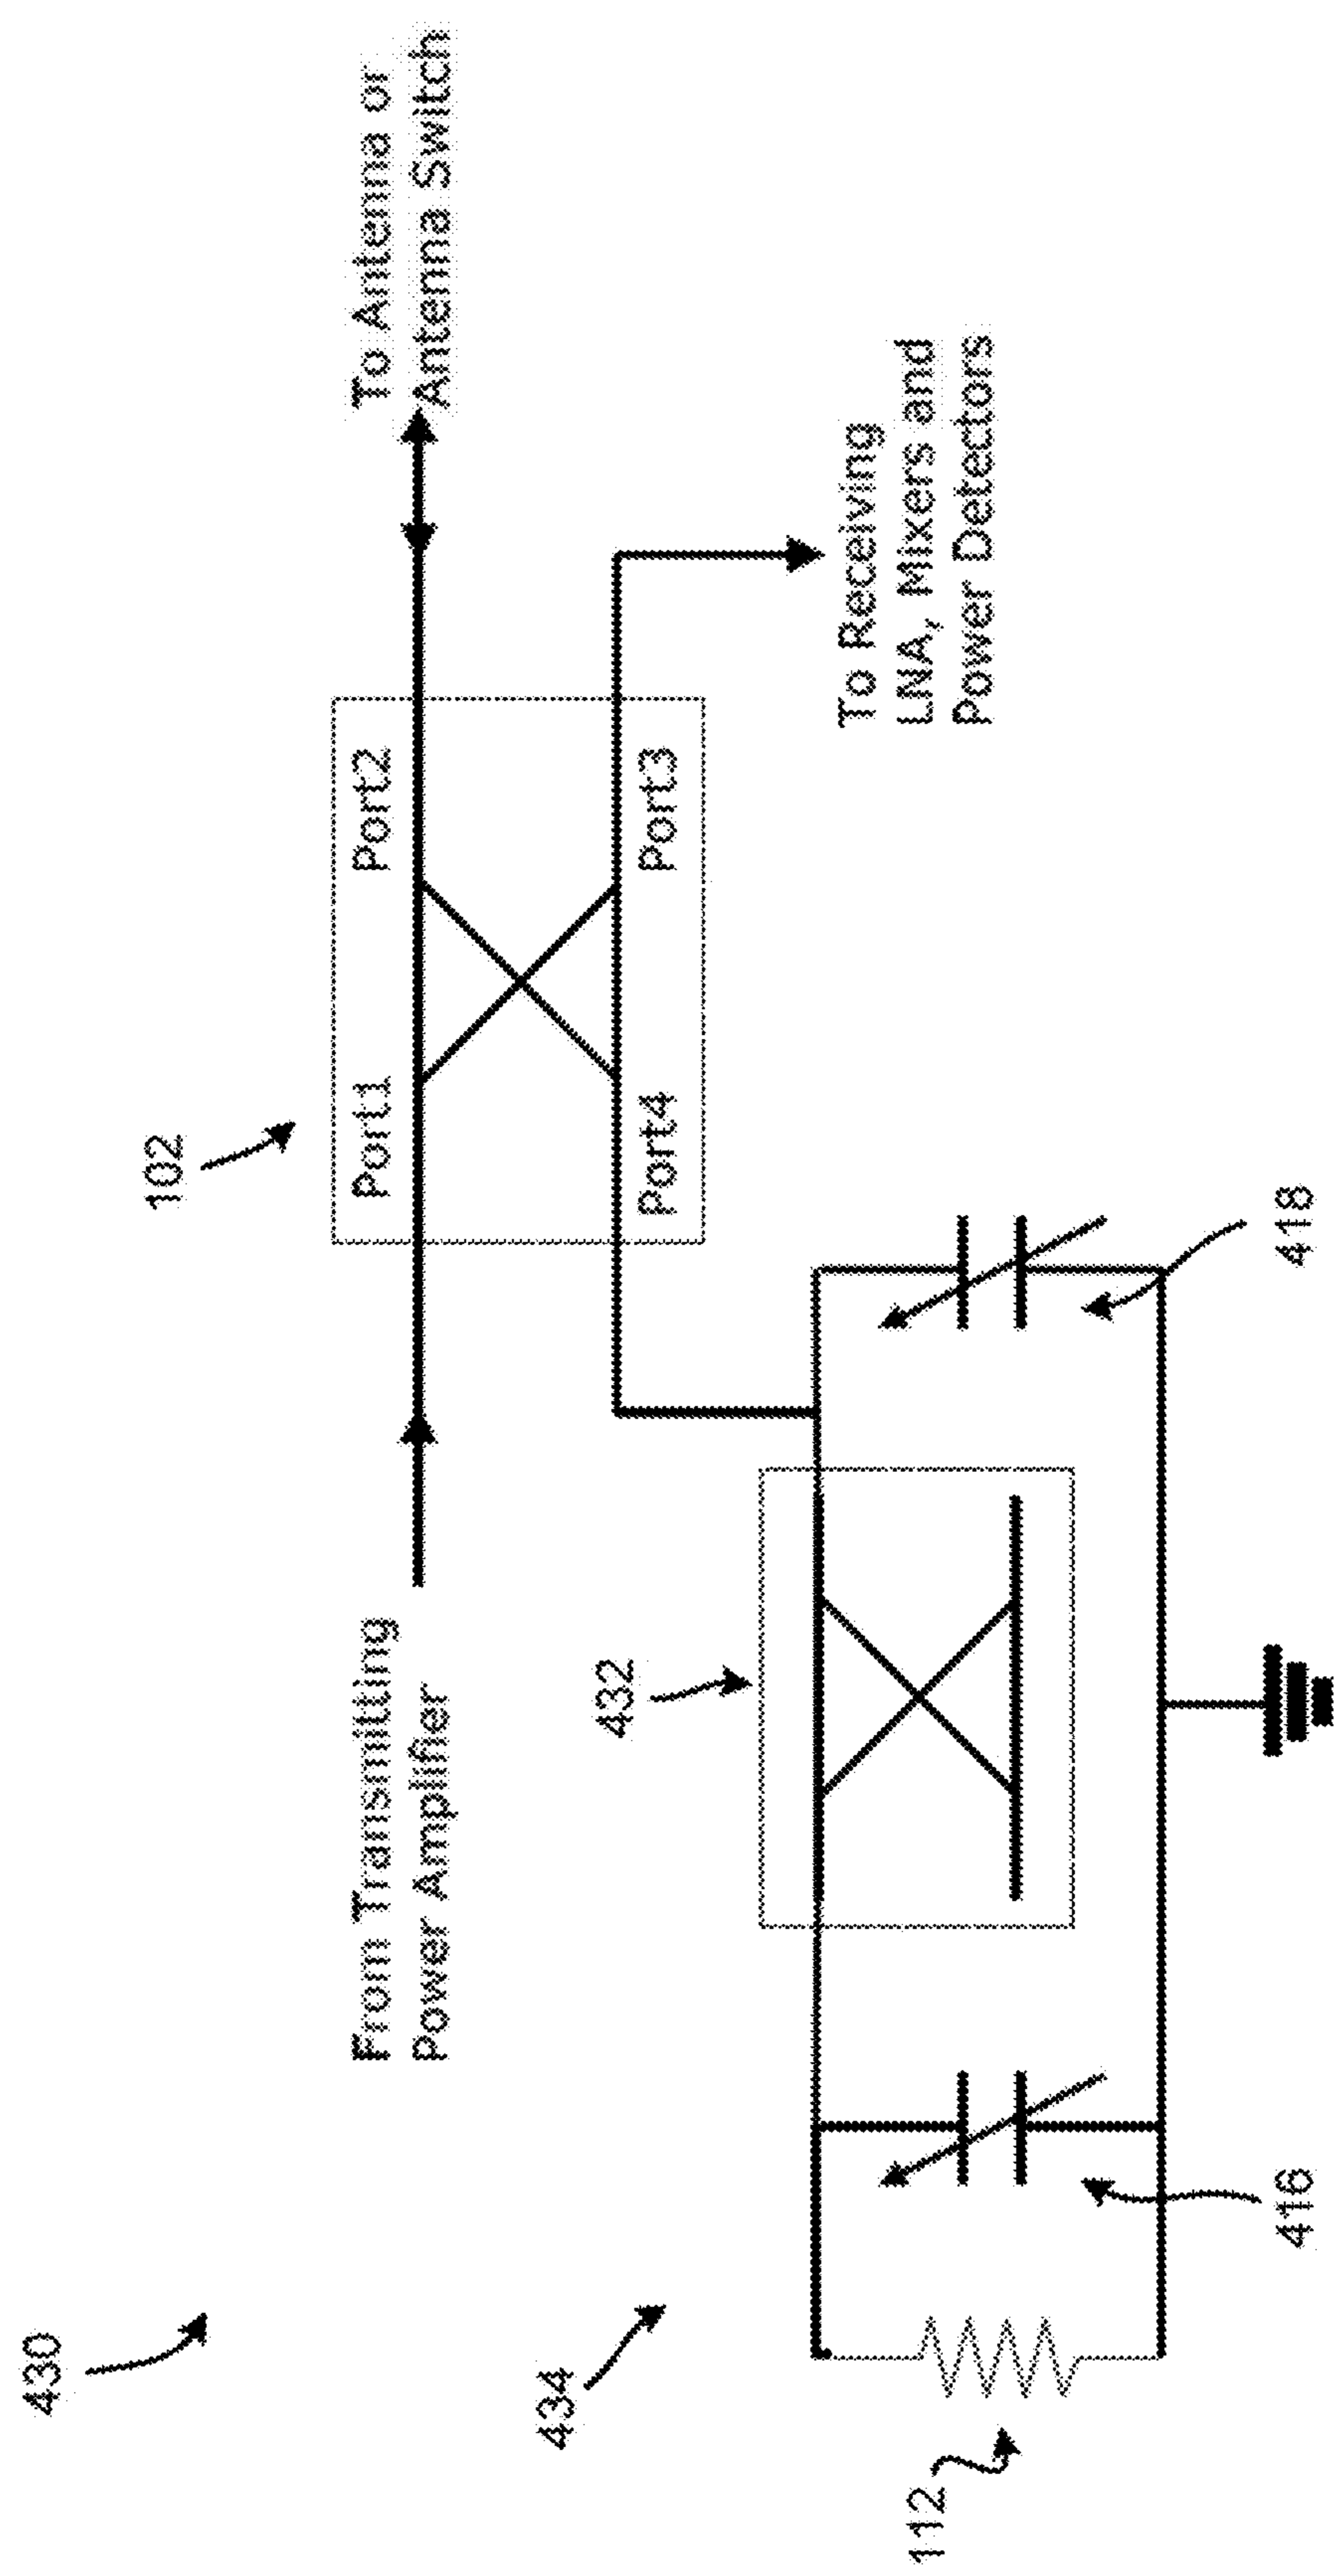 430
102
From Transmitting
Power Amplifier
To Antenna or
Antenna Switch
Port1
Port2
Port4
Port3
434
432
To Receiving
LNA, Mixers and
Power Detectors
112
416
418